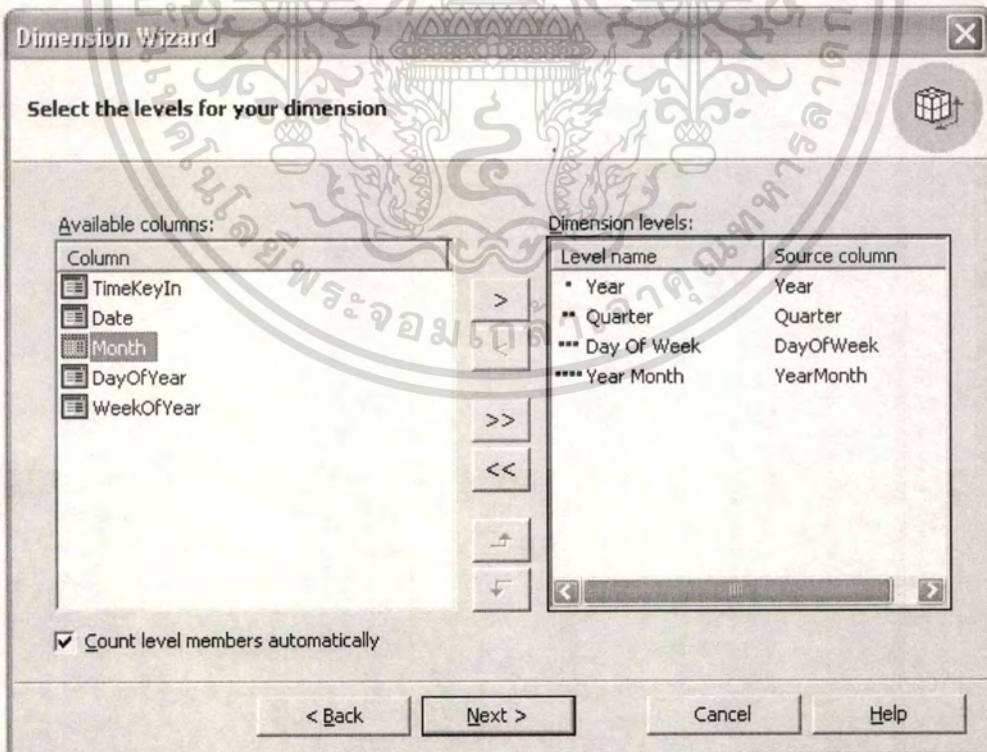 Dimension Wizard
Select the levels for your dimension
Available columns:
Column
TimeKeyIn
Date
Month
DayOfYear
WeekOfYear
>
<
>>
<<
Dimension levels:
Level name Source column
Year Year
Quarter Quarter
Day Of Week DayOfWeek
Year Month YearMonth
Count level members automatically
< Back
Next >
Cancel
Help